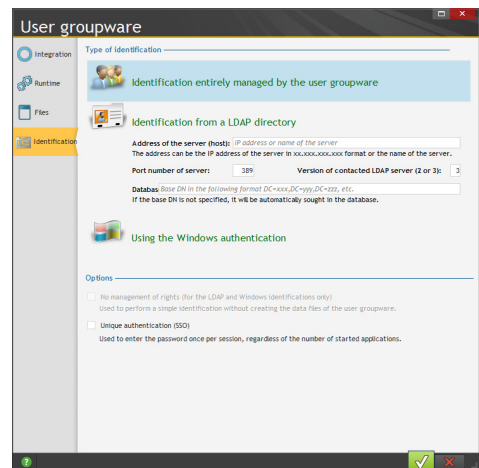 User groupware
Integration
Runtime
Files
Identification
Type of identification
Identification entirely managed by the user groupware
Identification from a LDAP directory
Address of the server (host): IP address or name of the server
The address can be the IP address of the server in xx.xxx.xxx.xxx format or the name of the server.
Port number of server: 389 Version of contacted LDAP server (2 or 3): 3
Databas Base DN in the following format DC=xxx,DC=yyy,DC=zzz, etc.
If the base DN is not specified, it will be automatically sought in the database.
Using the Windows authentication
Options
No management of rights (for the LDAP and Windows identifications only)
Used to perform a simple identification without creating the data files of the user groupware.
Unique authentication (SSO)
Used to enter the password once per session, regardless of the number of started applications.